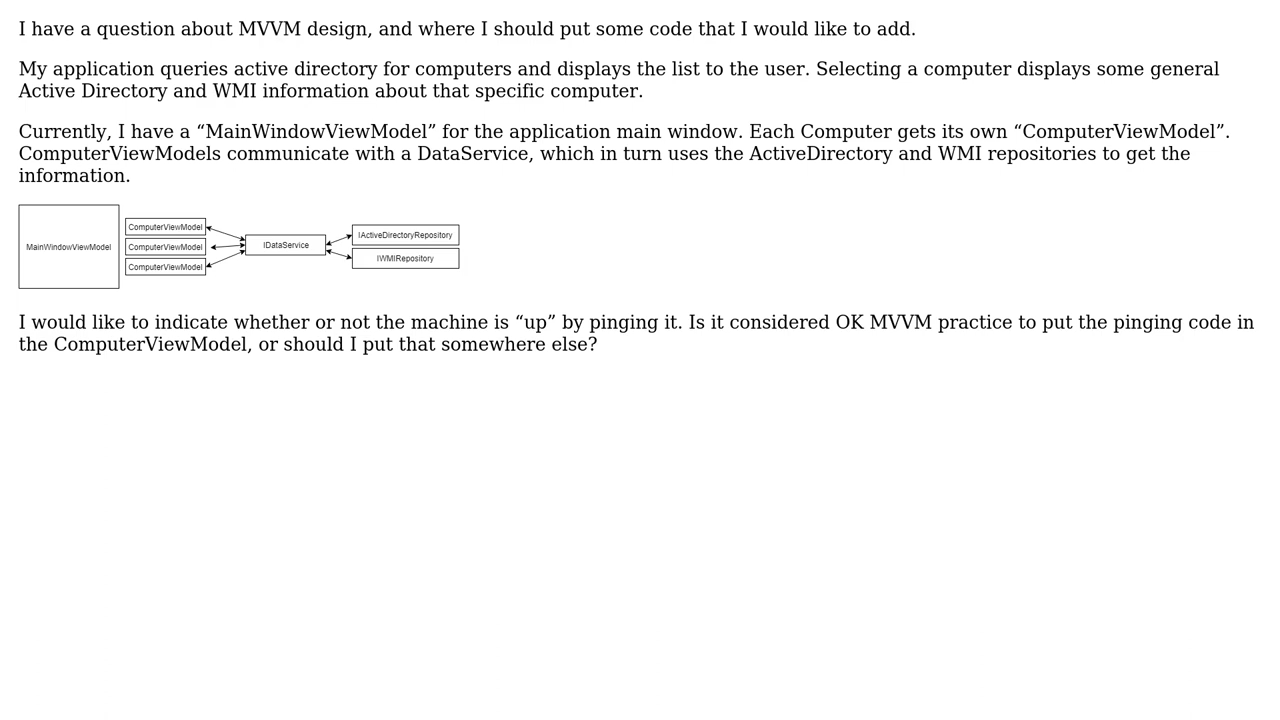 I have a question about MVVM design, and where I should put some code that I would like to add.
My application queries active directory for computers and displays the list to the user. Selecting a computer displays some general
Active Directory and WMI information about that specific computer.
Currently, I have a “MainWindowViewModel” for the application main window. Each Computer gets its own “ComputerViewModel”.
ComputerViewModels communicate with a DataService, which in turn uses the ActiveDirectory and WMI repositories to get the
information.
MainWindowViewModel
ComputerViewModel
ComputerViewModel
ComputerViewModel
IDataService
IActiveDirectoryRepository
IWMIRepository
I would like to indicate whether or not the machine is “up” by pinging it. Is it considered OK MVVM practice to put the pinging code in
the ComputerViewModel, or should I put that somewhere else?